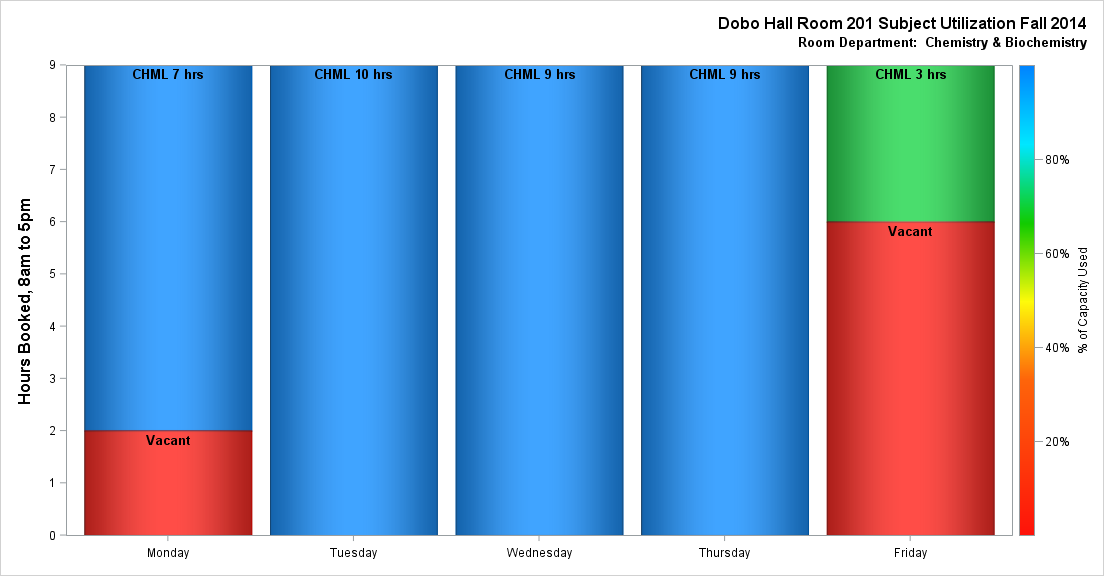 Dobo Hall Room 201 Subject Utilization Fall 2014
Room Department:  Chemistry & Biochemistry
Hours Booked, 8am to 5pm
9
8
7
6
5
4
3
2
1
0
CHML 7 hrs
Vacant
CHML 10 hrs
CHML 9 hrs
CHML 9 hrs
CHML 3 hrs
Vacant
Monday
Tuesday
Wednesday
Thursday
Friday
80%
60%
40%
20%
% of Capacity Used